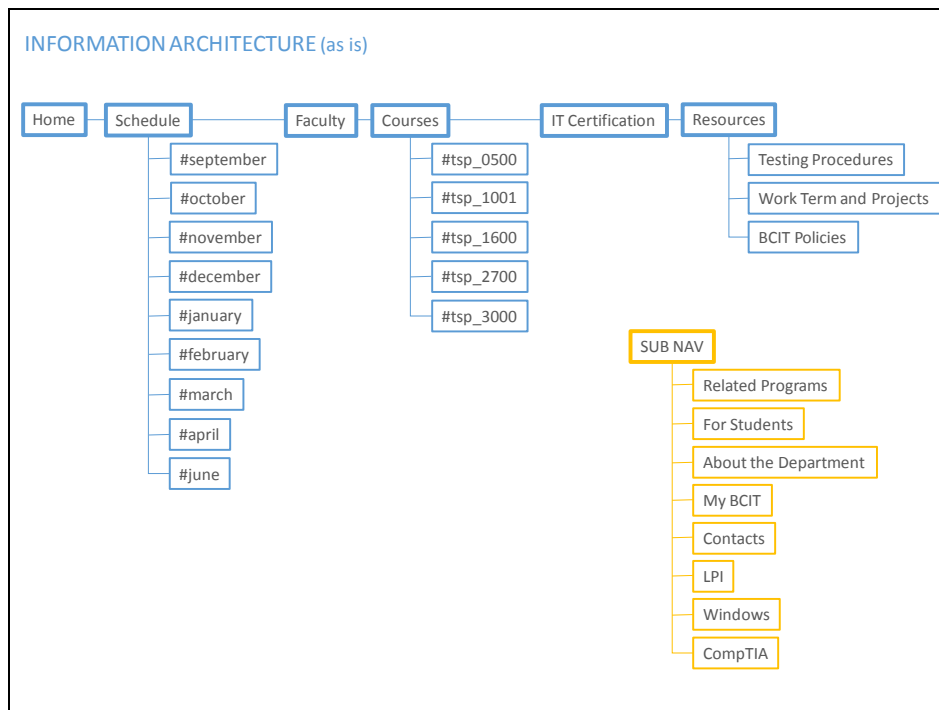 INFORMATION ARCHITECTURE (as is)
Home
Schedule
Faculty
Courses
IT Certification
Resources
#september
#october
#november
#december
#january
#february
#march
#april
#june
#tsp_0500
#tsp_1001
#tsp_1600
#tsp_2700
#tsp_3000
Testing Procedures
Work Term and Projects
BCIT Policies
SUB NAV
Related Programs
For Students
About the Department
My BCIT
Contacts
LPI
Windows
CompTIA